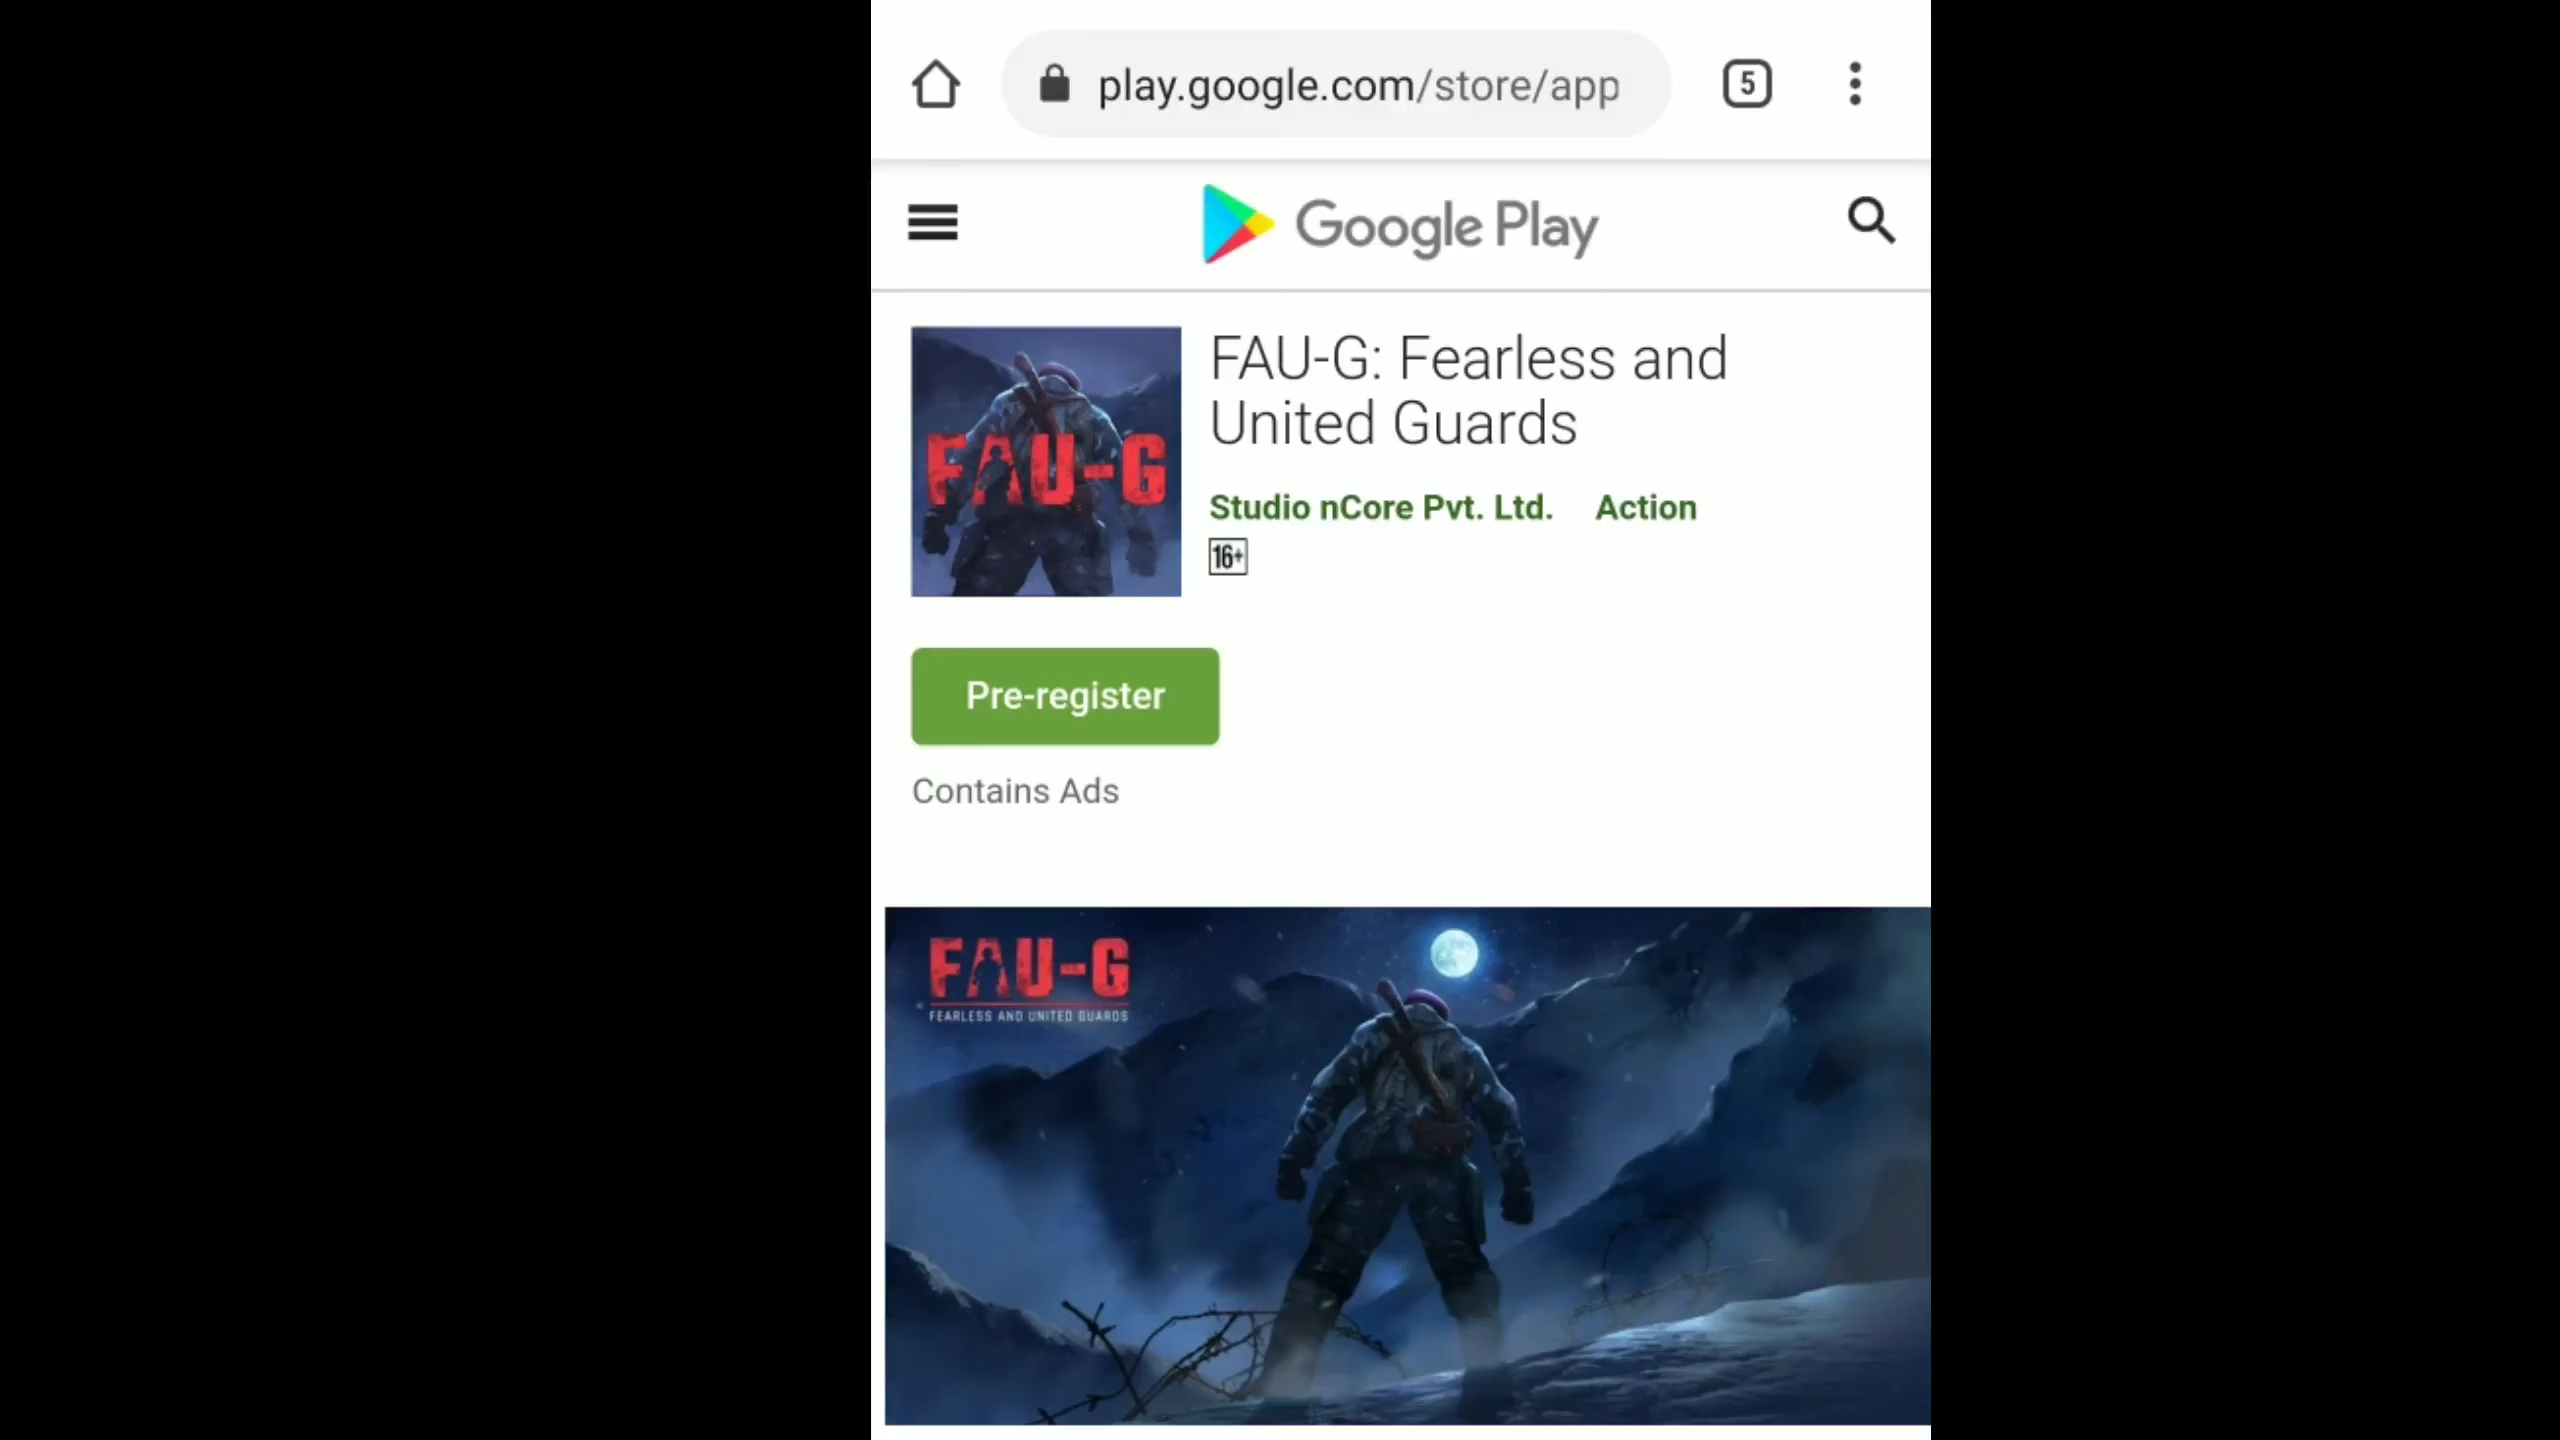 play.google.com/store/app
5
Google Play
FAU-G
FAU-G: Fearless and
United Guards
Studio nCore Pvt. Ltd. Action
16+
Pre-register
Contains Ads
FAU-G
FEARLESS AND UNITED GUARDS